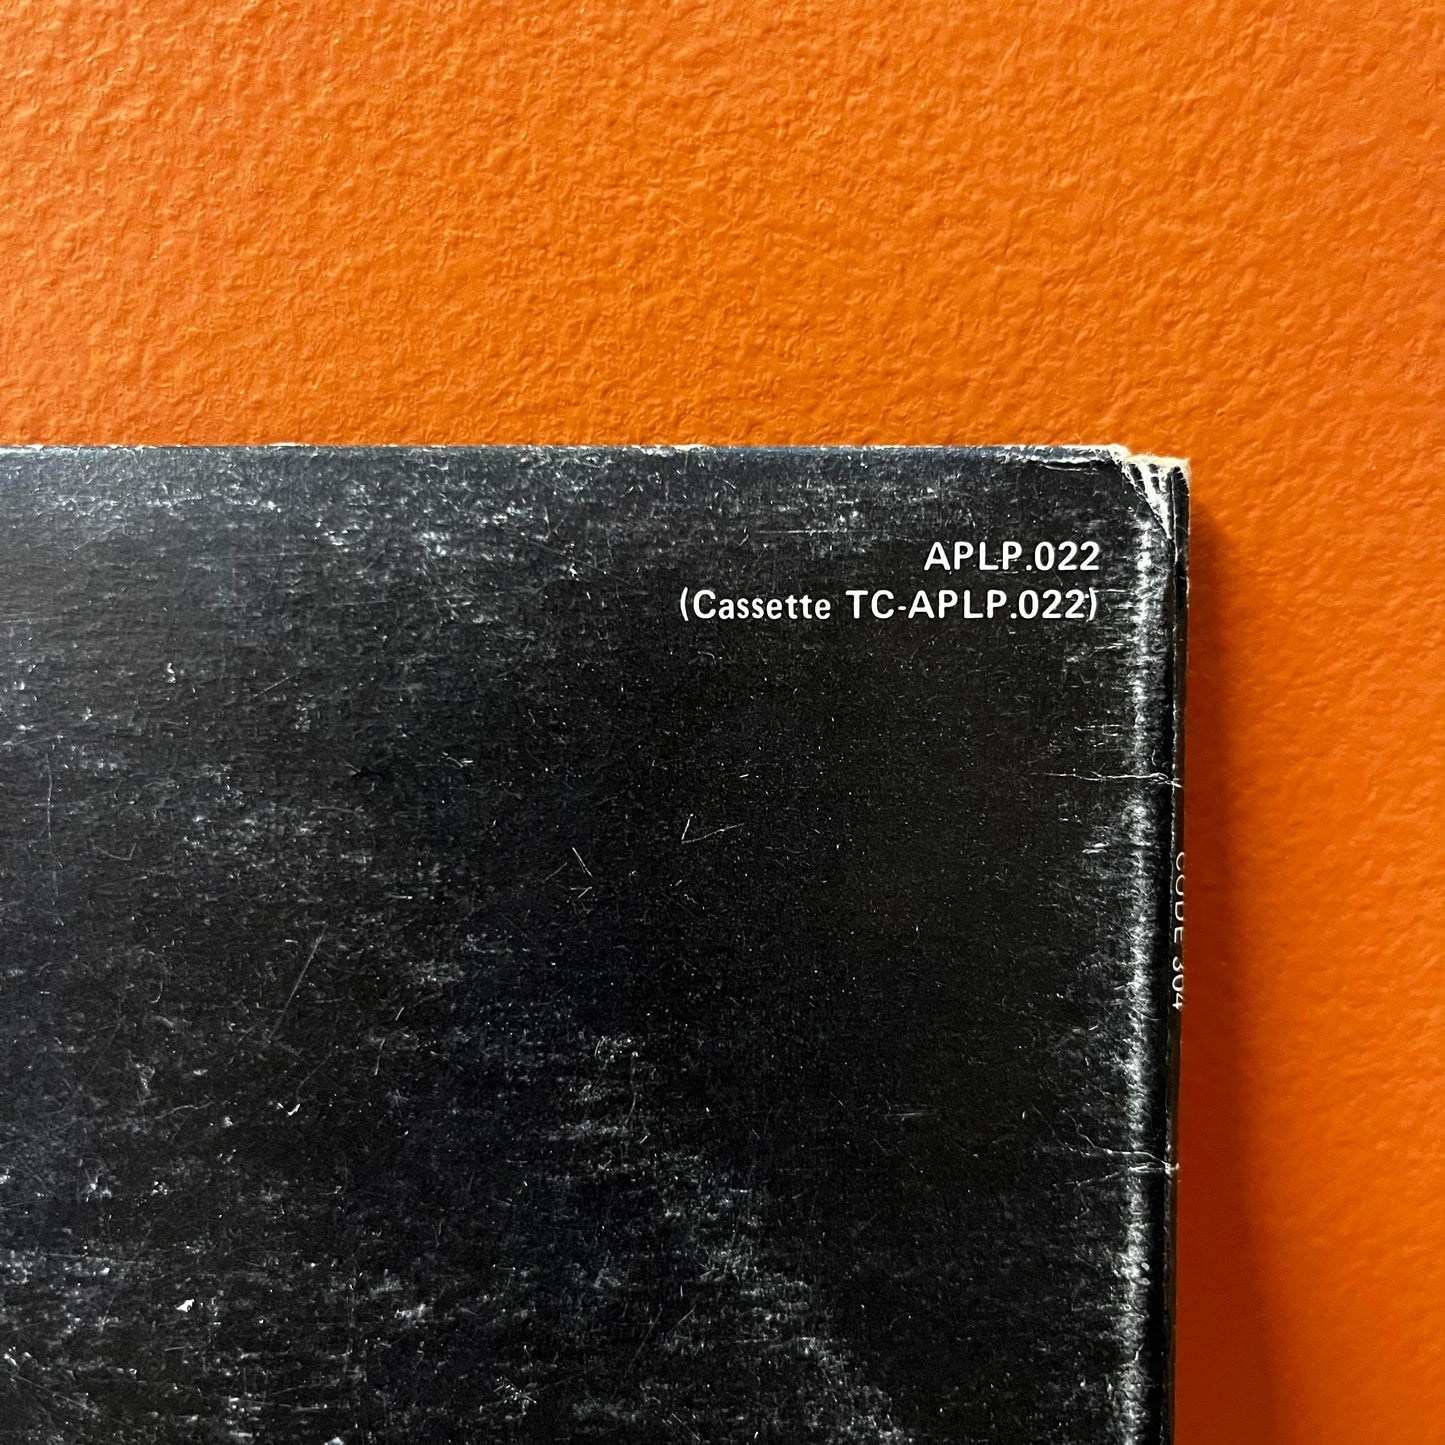 APLP.022
(Cassette TC-APLP.022)
CODE 304